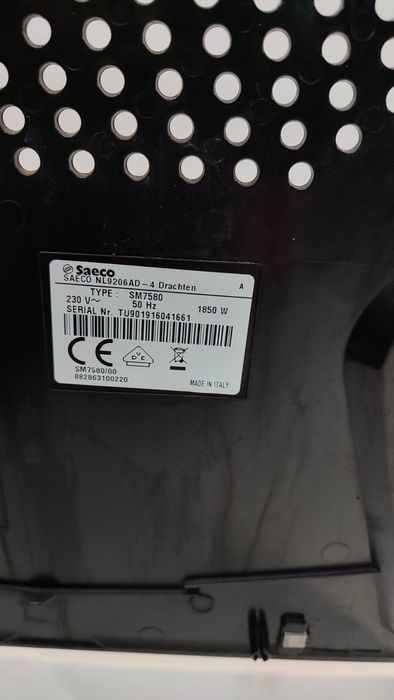 Saeco
SAECO NL9206AD-4 Drachten A
TYPE: SM7580
230 V~ 50 Hz 1850 W
SERIAL Nr. TU901916041661
CE VDE
SM7580/00
882863100220
MADE IN ITALY